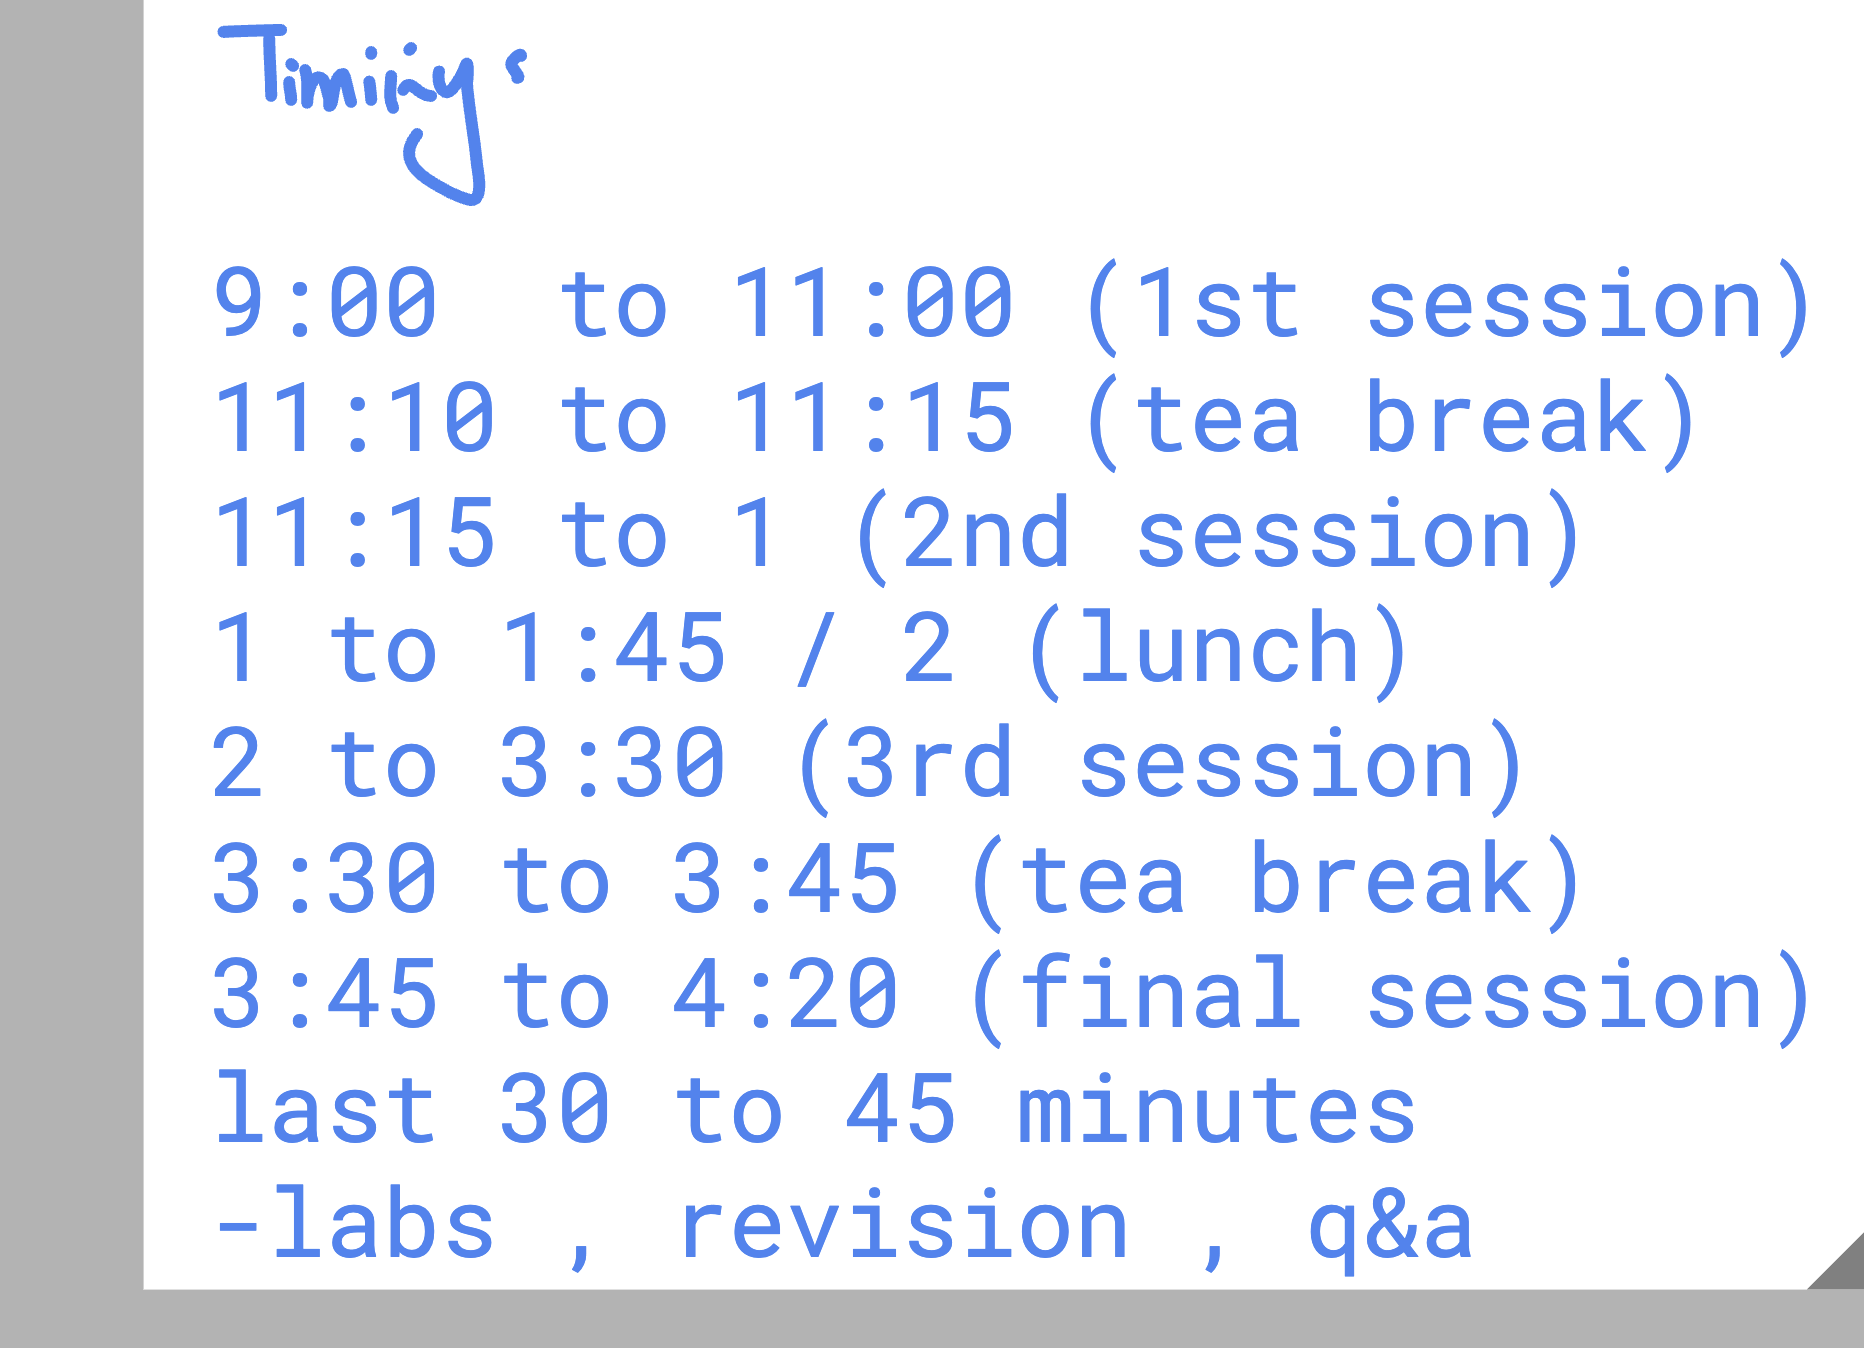 Timings
9:00  to 11:00 (1st session)
11:10 to 11:15 (tea break)
11:15 to 1 (2nd session)
1 to 1:45 / 2 (lunch)
2 to 3:30 (3rd session)
3:30 to 3:45 (tea break)
3:45 to 4:20 (final session)
last 30 to 45 minutes
-labs , revision , q&a